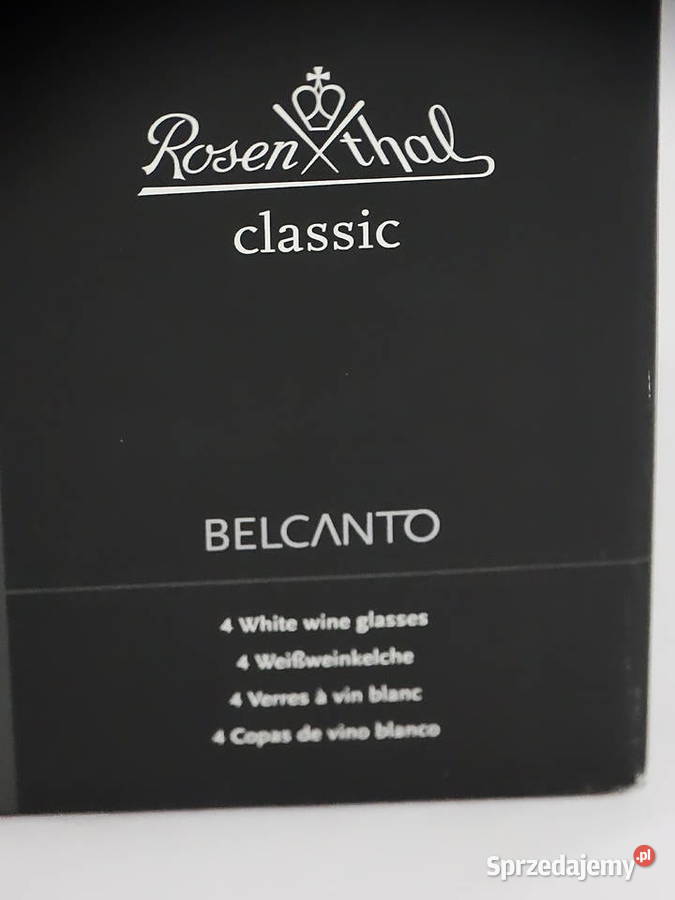 Rosenthal
classic
BELCANTO
4 White wine glasses
4 Weißweinkelche
4 Verres à vin blanc
4 Copas de vino blanco
Sprzedajemy.pl